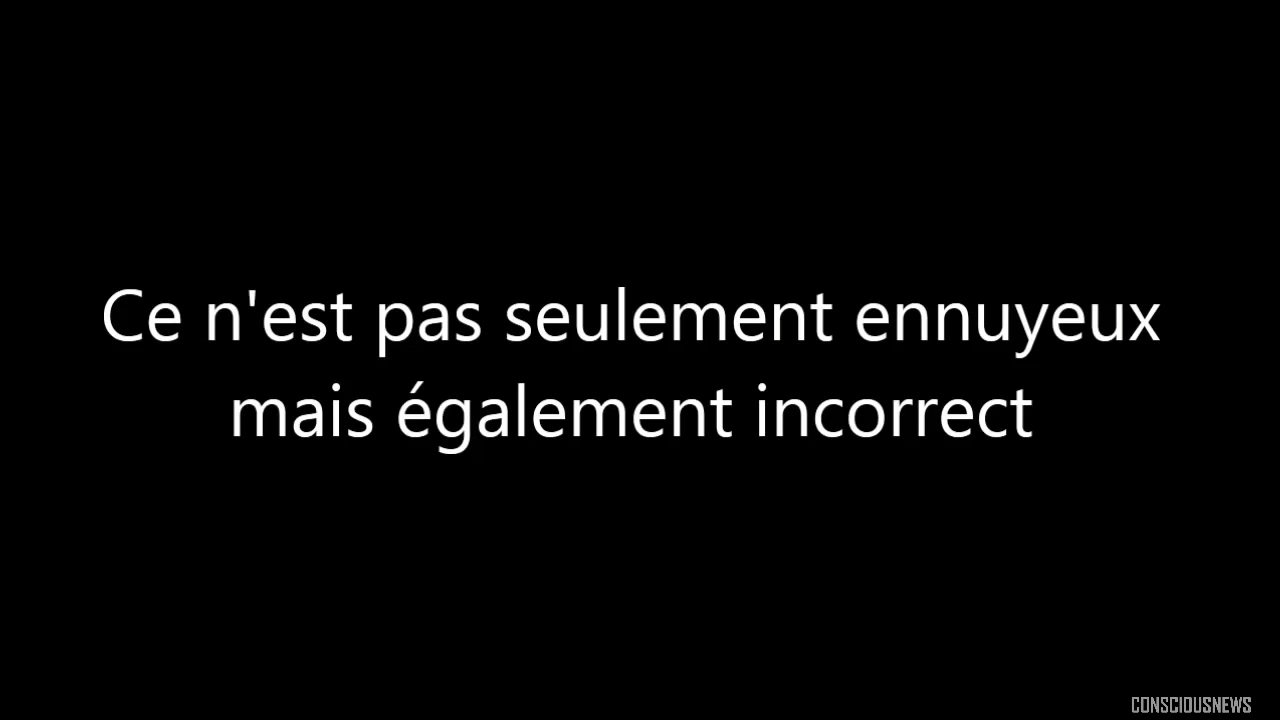 Ce n'est pas seulement ennuyeux
mais également incorrect
CONSCIOUSNEWS